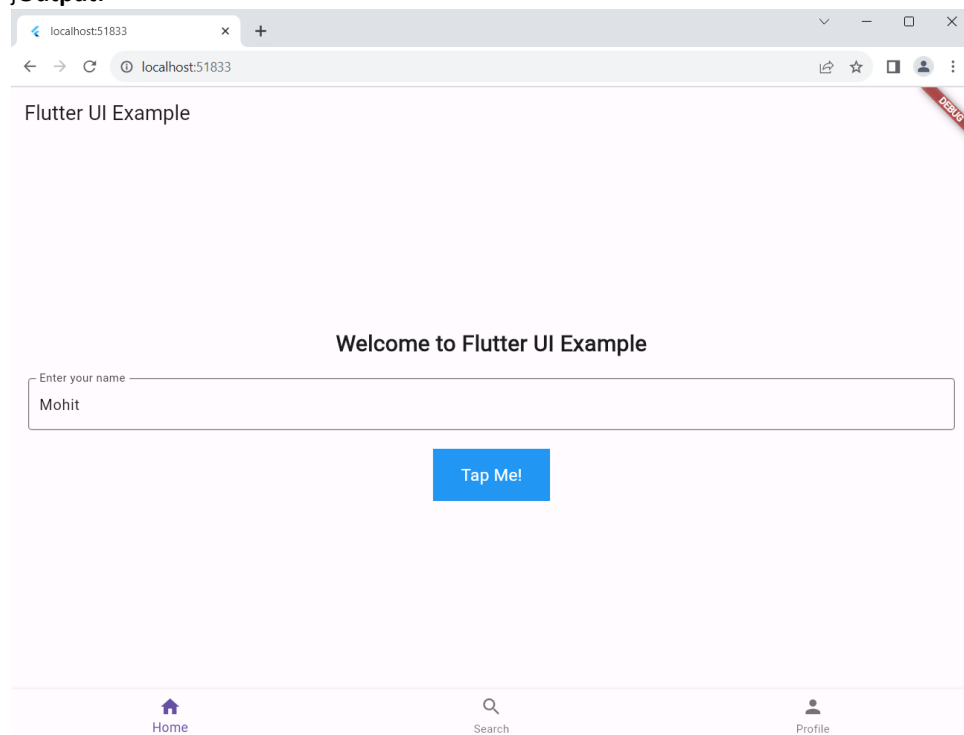 }Output:
localhost:51833
localhost:51833
Flutter UI Example
DEBUG
Welcome to Flutter UI Example
Enter your name
Mohit
Tap Me!
Home Search Profile